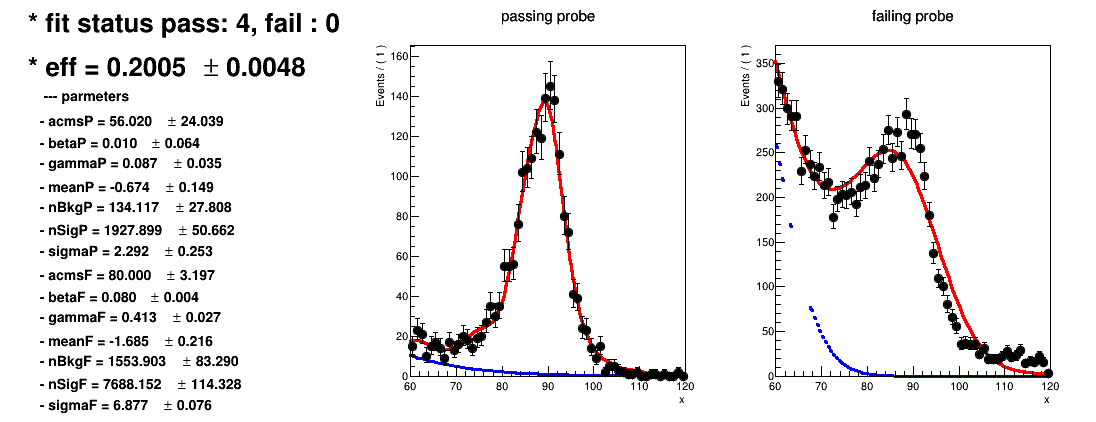 * fit status pass: 4, fail : 0
* eff = 0.2005 ± 0.0048
--- parmeters
- acmsP = 56.020 ± 24.039
- betaP = 0.010 ± 0.064
- gammaP = 0.087 ± 0.035
- meanP = -0.674 ± 0.149
- nBkgP = 134.117 ± 27.808
- nSigP = 1927.899 ± 50.662
- sigmaP = 2.292 ± 0.253
- acmsF = 80.000 ± 3.197
- betaF = 0.080 ± 0.004
- gammaF = 0.413 ± 0.027
- meanF = -1.685 ± 0.216
- nBkgF = 1553.903 ± 83.290
- nSigF = 7688.152 ± 114.328
- sigmaF = 6.877 ± 0.076
passing probe
Events / ( 1 )
160
140
120
100
80
60
40
20
0
60 70 80 90 100 110 120
x
failing probe
Events / ( 1 )
350
300
250
200
150
100
50
0
60 70 80 90 100 110 120
x